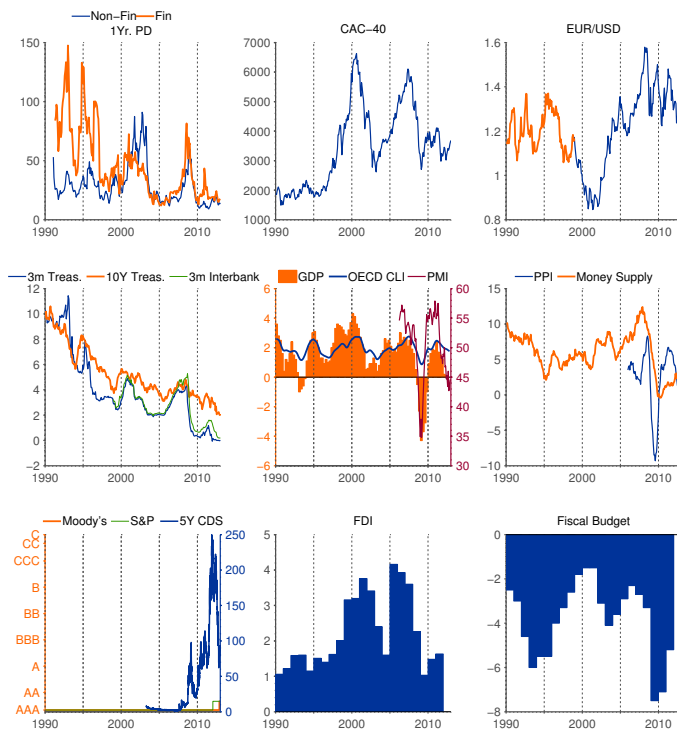 Non−Fin Fin
1Yr. PD
150
100
50
0
1990 2000 2010
CAC−40
7000
6000
5000
4000
3000
2000
1000
1990 2000 2010
EUR/USD
1.6
1.4
1.2
1
0.8
1990 2000 2010
3m Treas. 10Y Treas. 3m Interbank
12
10
8
6
4
2
0
−2
1990 2000 2010
GDP OECD CLI PMI
6
4
2
0
−2
−4
−6
60
55
50
45
40
35
30
1990 2000 2010
PPI Money Supply
15
10
5
0
−5
−10
1990 2000 2010
Moody's S&P 5Y CDS
C
CC
CCC
B
BB
BBB
A
AA
AAA
250
200
150
100
50
0
1990 2000 2010
FDI
5
4
3
2
1
0
1990 2000 2010
Fiscal Budget
0
−2
−4
−6
−8
1990 2000 2010